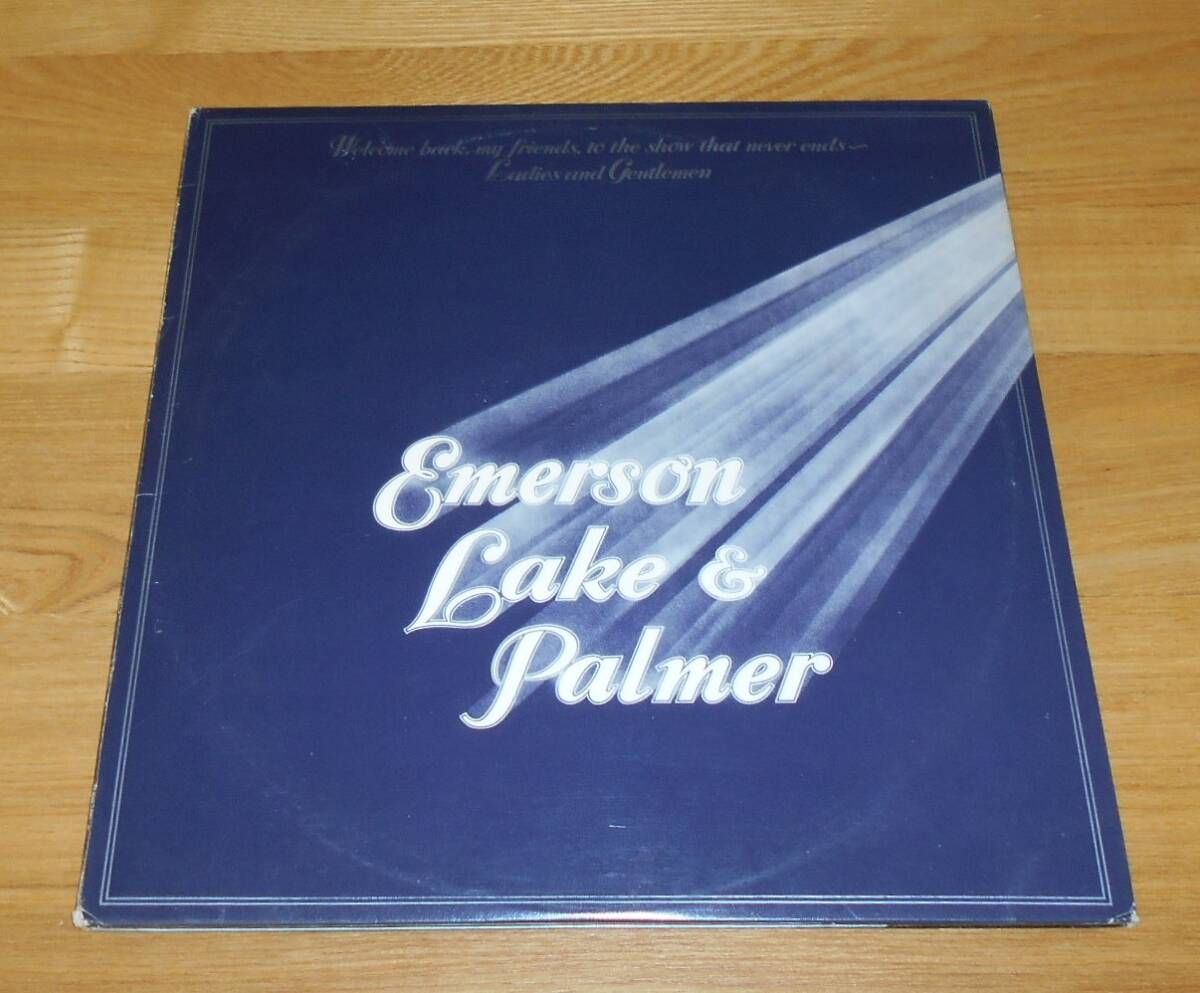 Welcome back, my friends, to the show that never ends ~
Ladies and Gentlemen
Emerson
Lake &
Palmer